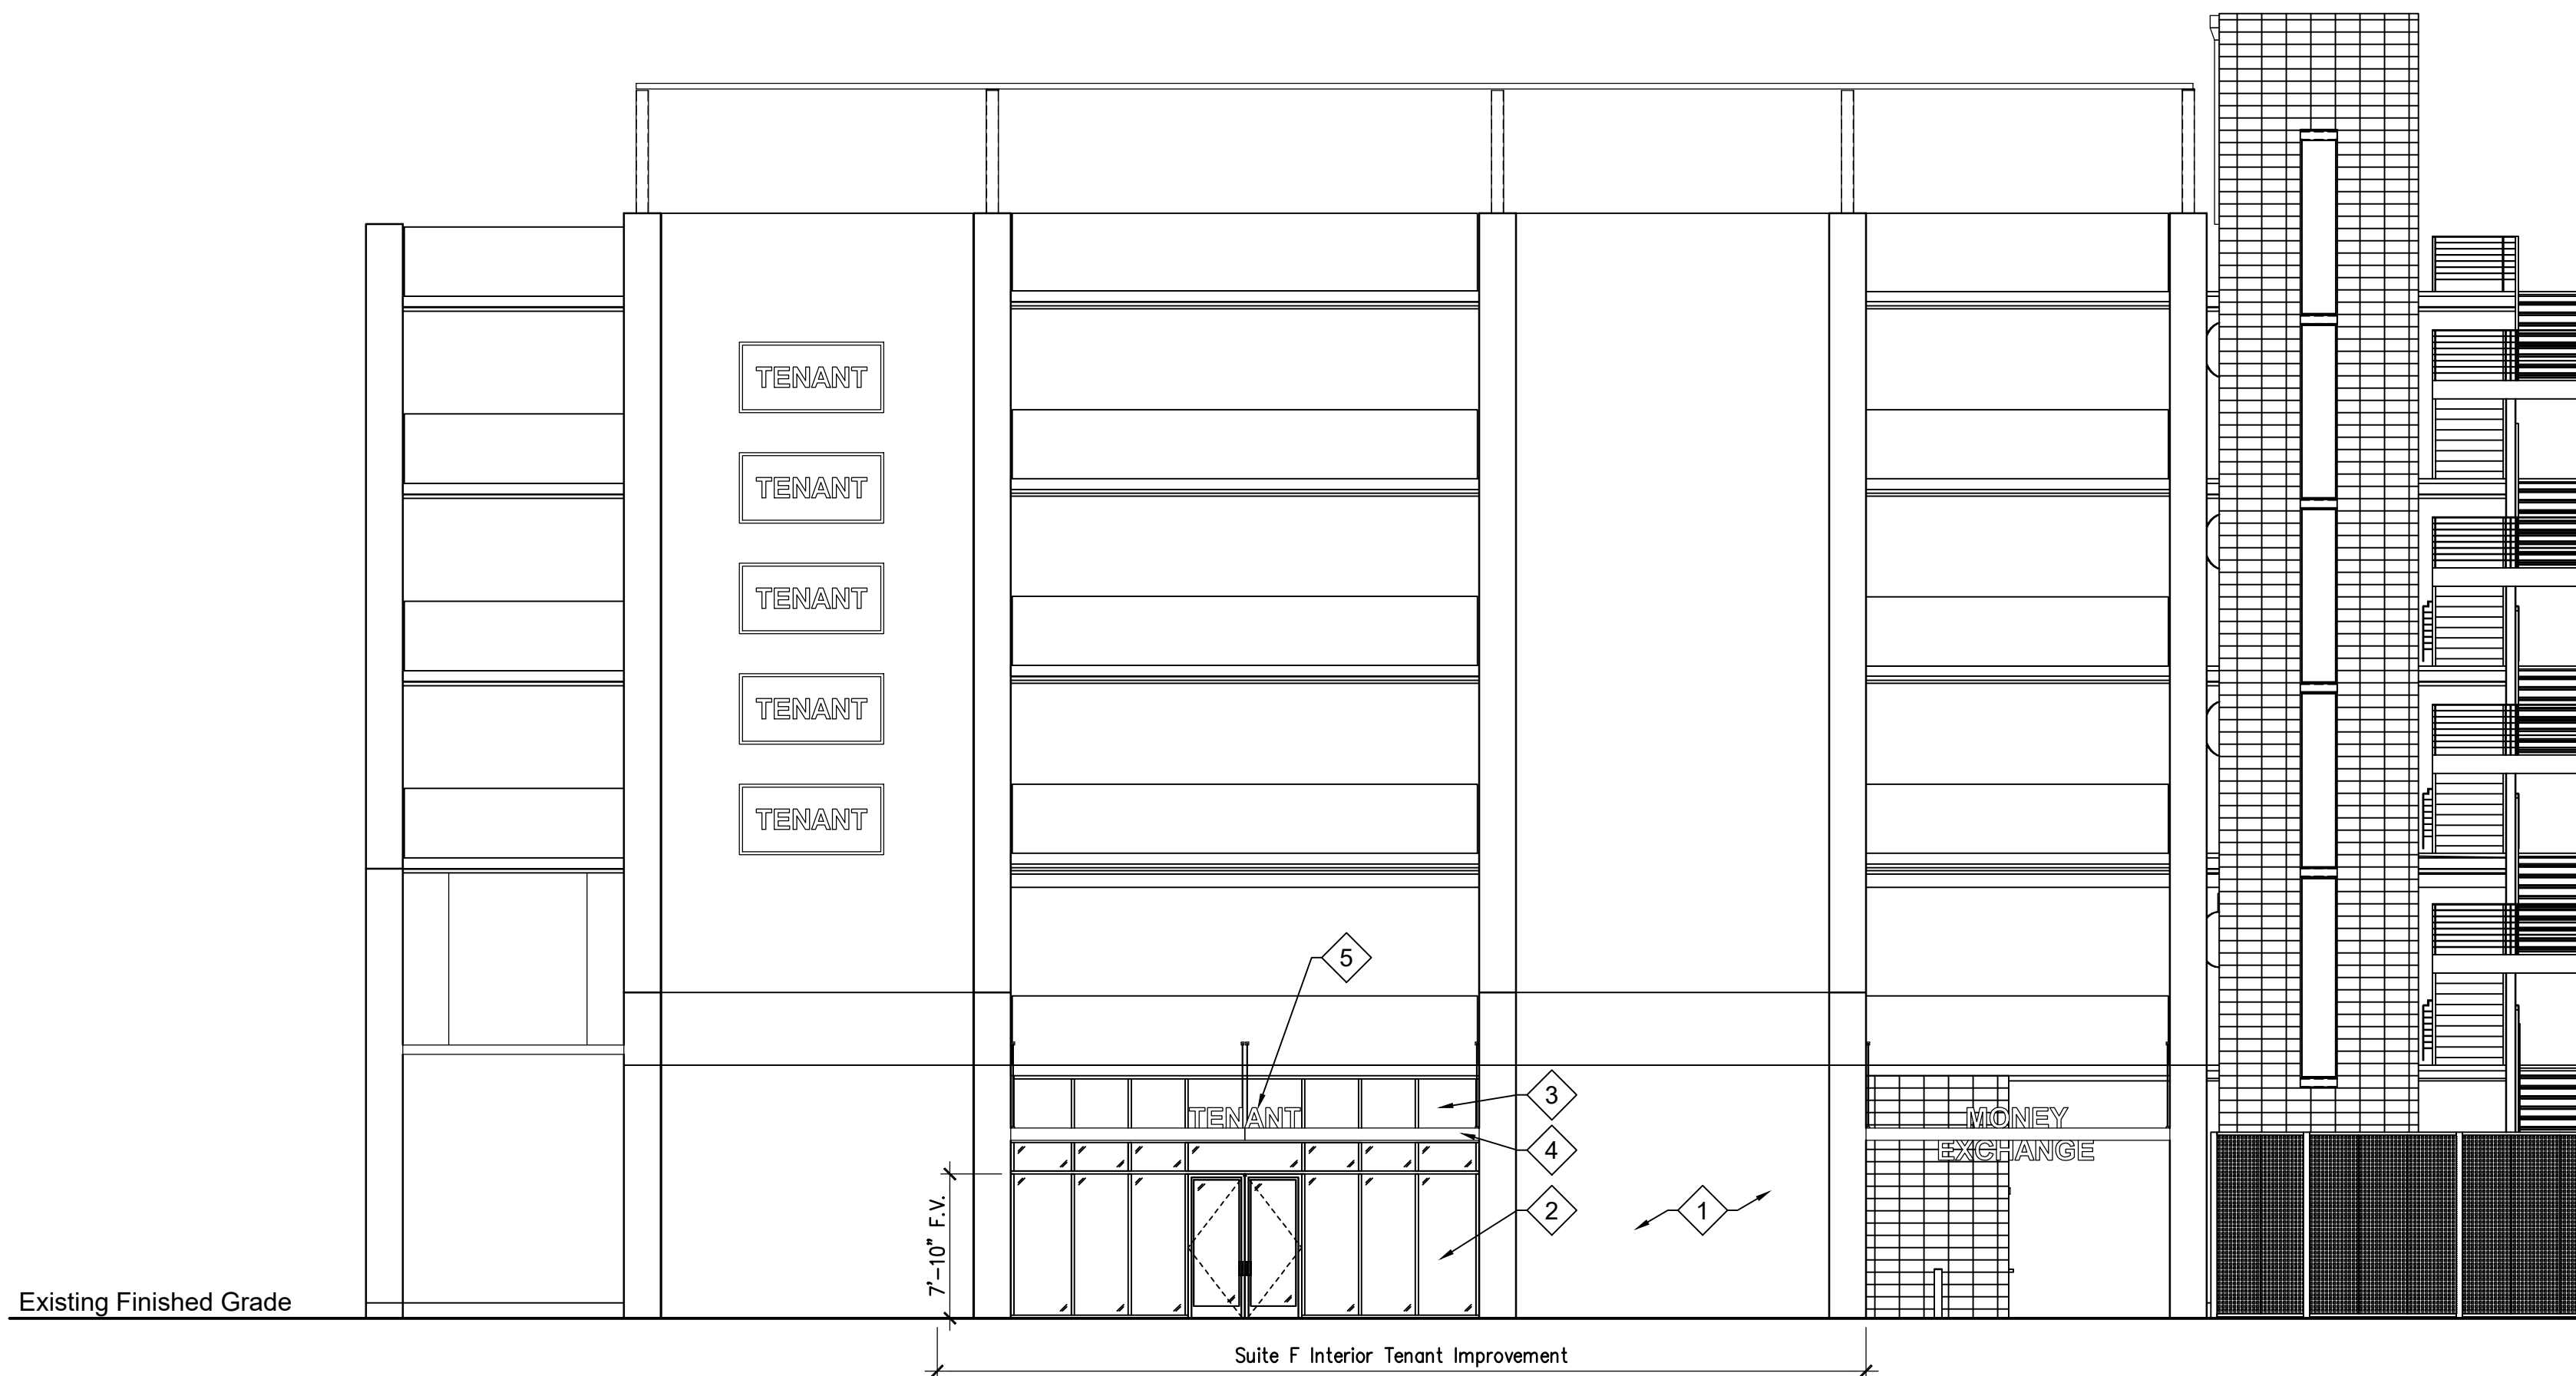 TENANT
TENANT
TENANT
TENANT
TENANT
5
3
TENANT
MONEY
EXCHANGE
4
2
1
7'-10" F.V.
Existing Finished Grade
Suite F Interior Tenant Improvement